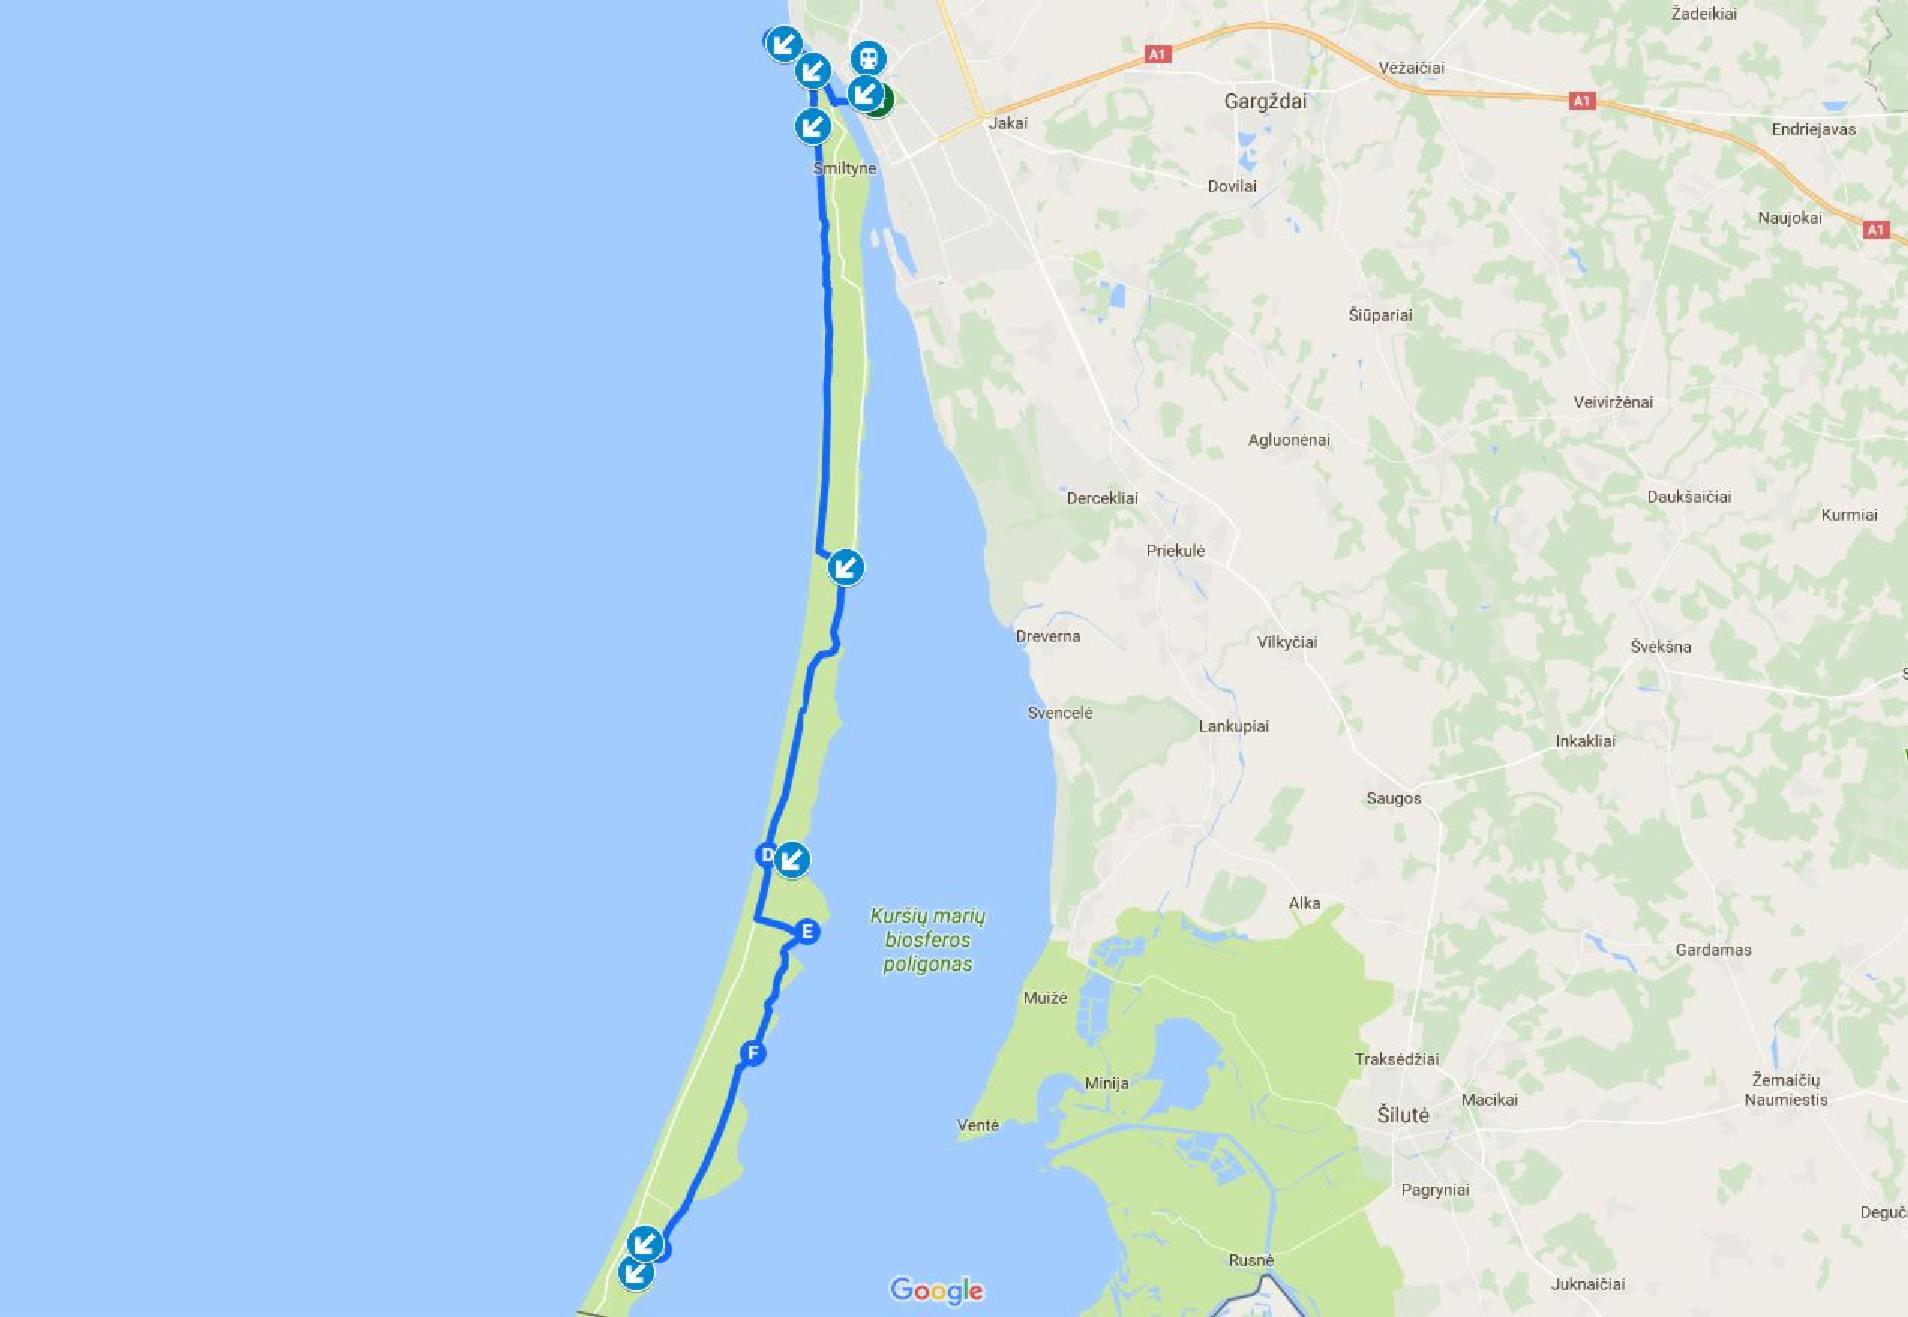 Žadeikiai
A1
Vėžaičiai
Gargždai
A1
Jakai
Endriejavas
Smiltyne
Dovilai
Naujokai
A1
Šiūpariai
Veiviržėnai
Agluonėnai
Dercekliai
Daukšaičiai
Kurmiai
Priekulė
Dreverna
Vilkyčiai
Švėkšna
Svencelė
Lankupiai
Inkakliai
Saugos
D
Alka
Kuršių marių
biosferos
poligonas
E
Gardamas
Muižė
F
Traksėdžiai
Minija
Žemaičių
Naumiestis
Macikai
Šilutė
Ventė
Pagryniai
Rusnė
Juknaičiai
Google